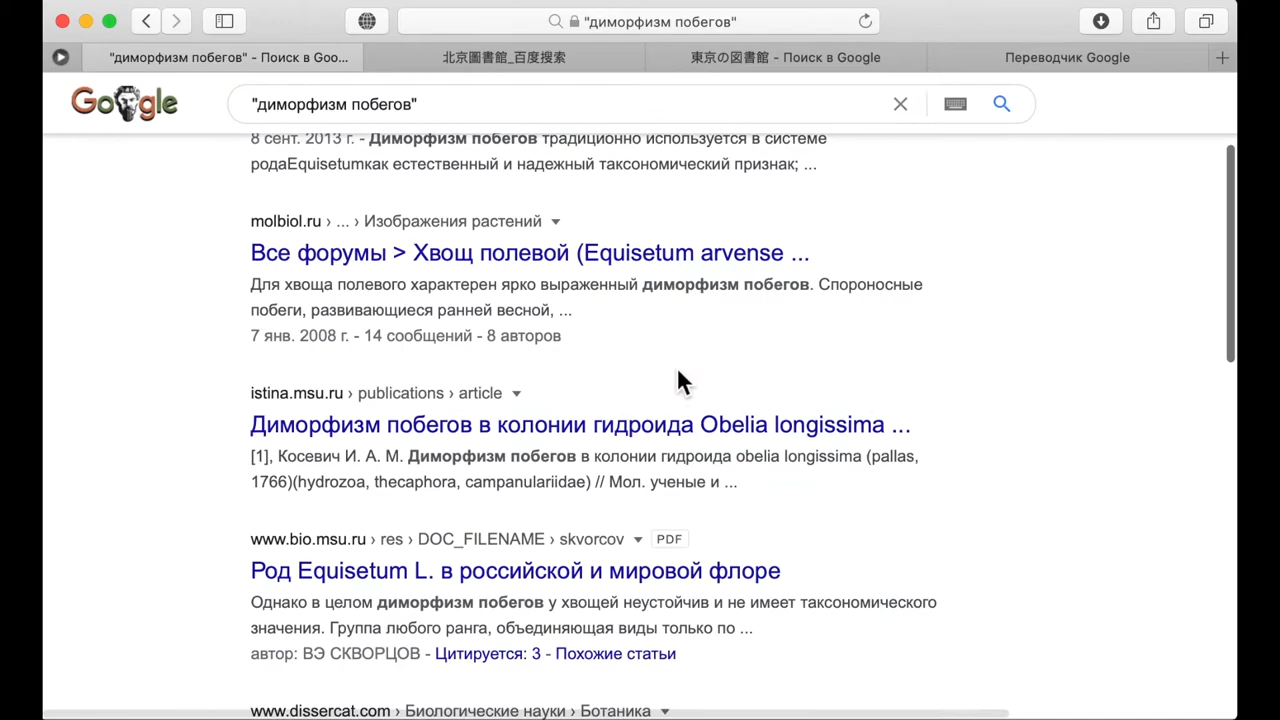 "диморфизм побегов"
"диморфизм побегов" - Поиск в Goo...
北京圖書館_百度搜索
東京の図書館 - Поиск в Google
Переводчик Google
Google
"диморфизм побегов"
8 сент. 2013 г. - Диморфизм побегов традиционно используется в системе
родаEquisetumкак естественный и надежный таксономический признак; ...
molbiol.ru › ... › Изображения растений
Все форумы > Хвощ полевой (Equisetum arvense ...
Для хвоща полевого характерен ярко выраженный диморфизм побегов. Спороносные
побеги, развивающиеся ранней весной, ...
7 янв. 2008 г. - 14 сообщений - 8 авторов
istina.msu.ru › publications › article
Диморфизм побегов в колонии гидроида Obelia longissima ...
[1], Косевич И. А. М. Диморфизм побегов в колонии гидроида obelia longissima (pallas,
1766)(hydrozoa, thecaphora, campanulariidae) // Мол. ученые и ...
www.bio.msu.ru › res › DOC_FILENAME › skvorcov PDF
Род Equisetum L. в российской и мировой флоре
Однако в целом диморфизм побегов у хвощей неустойчив и не имеет таксономического
значения. Группа любого ранга, объединяющая виды только по ...
автор: ВЭ СКВОРЦОВ - Цитируется: 3 - Похожие статьи
www.dissercat.com › Биологические науки › Ботаника